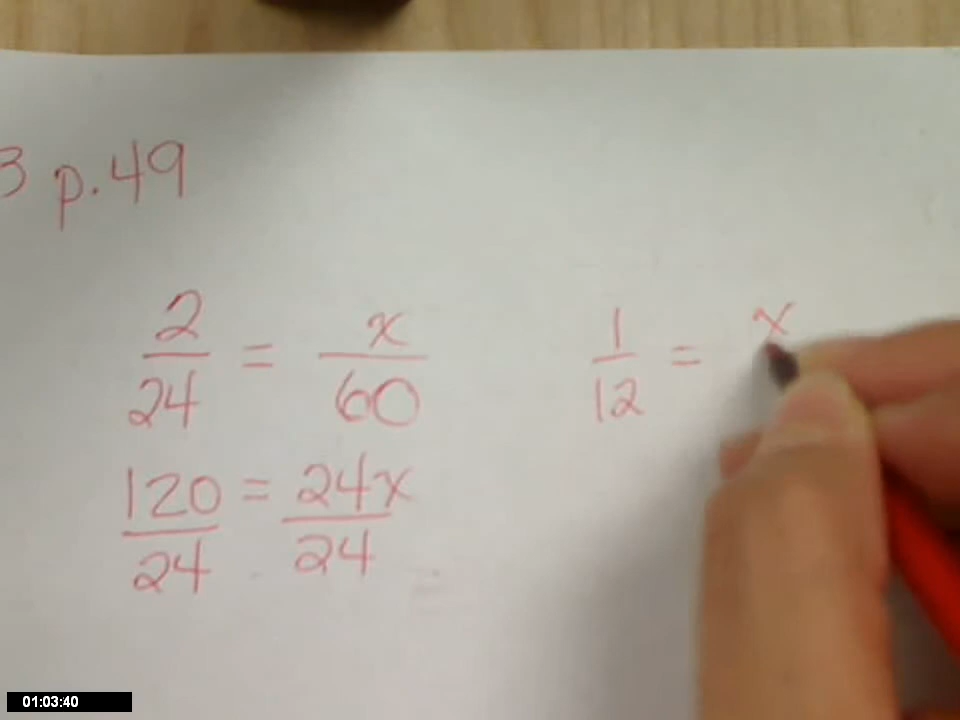 3 p.49
2/24 = x/60
1/12 = x
120/24 = 24x/24
01:03:40